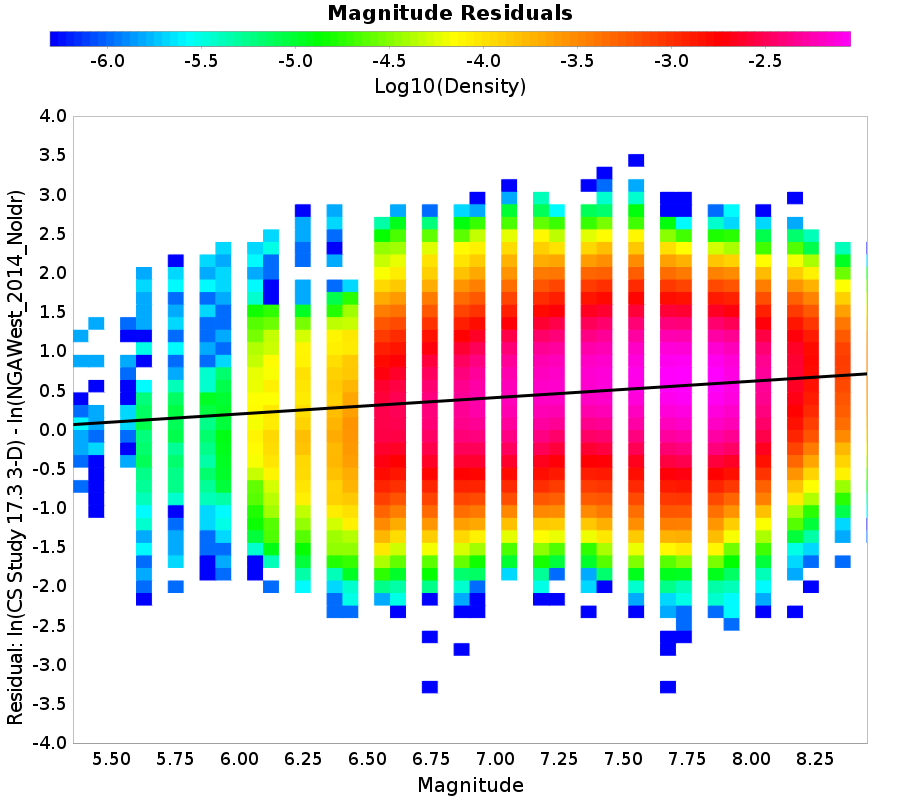 Magnitude Residuals
-6.0 -5.5 -5.0 -4.5 -4.0 -3.5 -3.0 -2.5
Log10(Density)
Residual: ln(CS Study 17.3 3-D) - ln(NGAWest_2014_NoIdr)
4.0
3.5
3.0
2.5
2.0
1.5
1.0
0.5
0.0
-0.5
-1.0
-1.5
-2.0
-2.5
-3.0
-3.5
-4.0
5.50 5.75 6.00 6.25 6.50 6.75 7.00 7.25 7.50 7.75 8.00 8.25
Magnitude